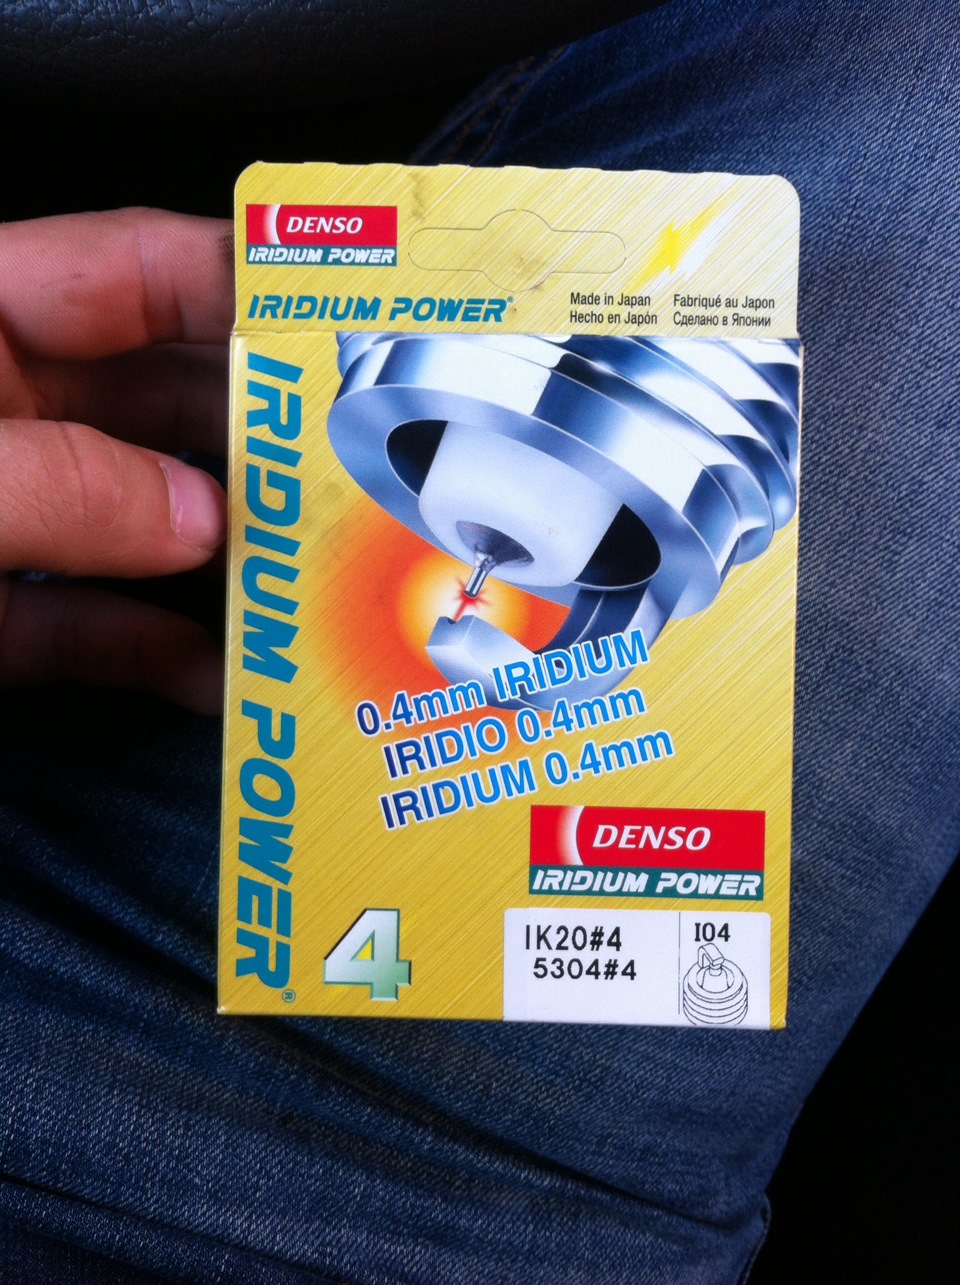 DENSO
IRIDIUM POWER
IRIDIUM POWER®
Made in Japan
Hecho en Japón
Fabriqué au Japon
Сделано в Японии
IRIDIUM POWER®
0.4mm IRIDIUM
IRIDIO 0.4mm
IRIDIUM 0.4mm
DENSO
IRIDIUM POWER
4
IK20#4
5304#4
I04